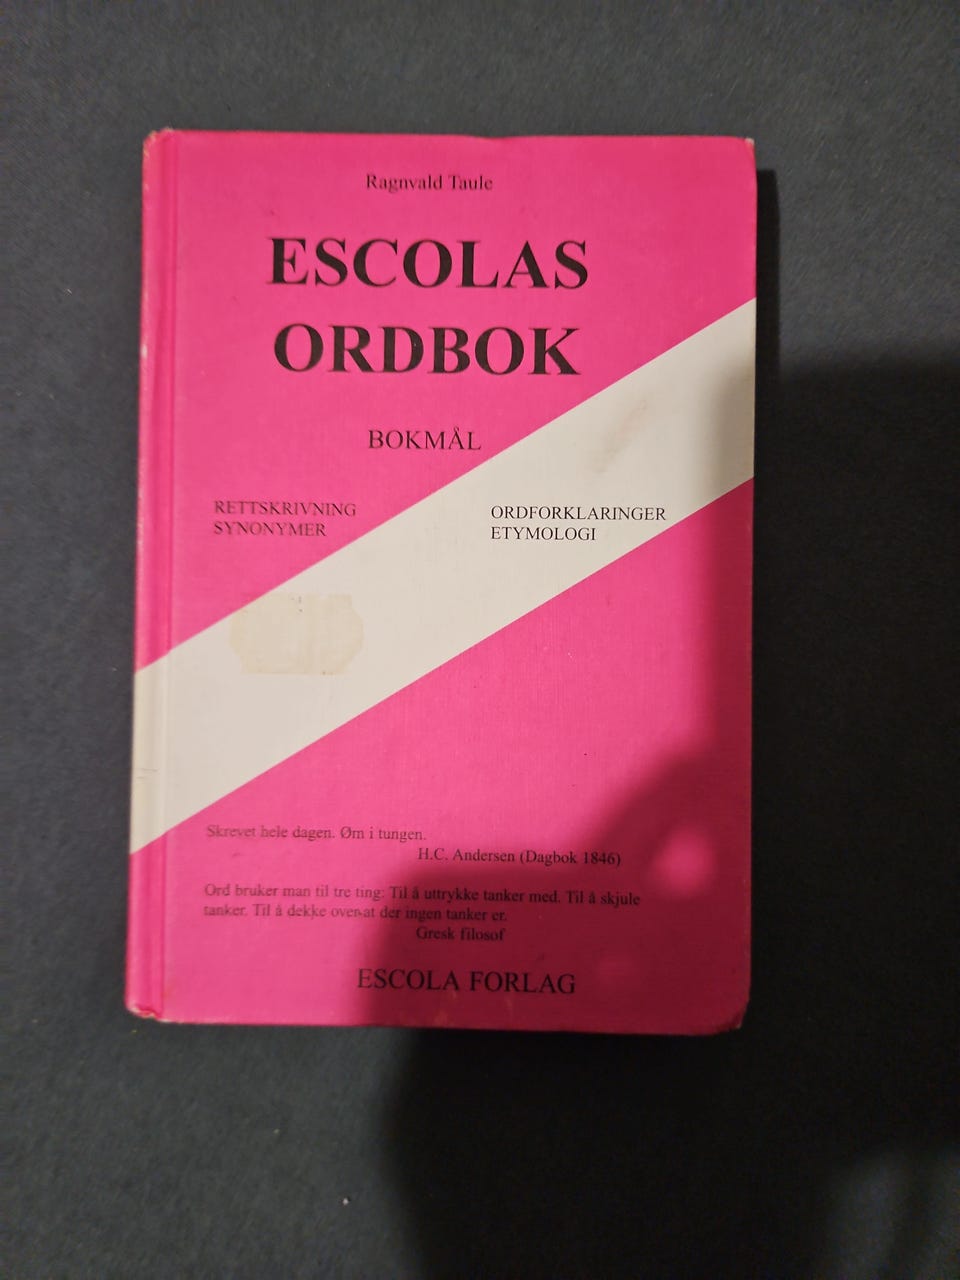 Ragnvald Taule
ESCOLAS
ORDBOK
BOKMÅL
RETTSKRIVNING
SYNONYMER
ORDFORKLARINGER
ETYMOLOGI
Skrevet hele dagen. Øm i tungen.
H.C. Andersen (Dagbok 1846)
Ord bruker man til tre ting: Til å uttrykke tanker med. Til å skjule
tanker. Til å dekke over at der ingen tanker er.
Gresk filosof
ESCOLA FORLAG